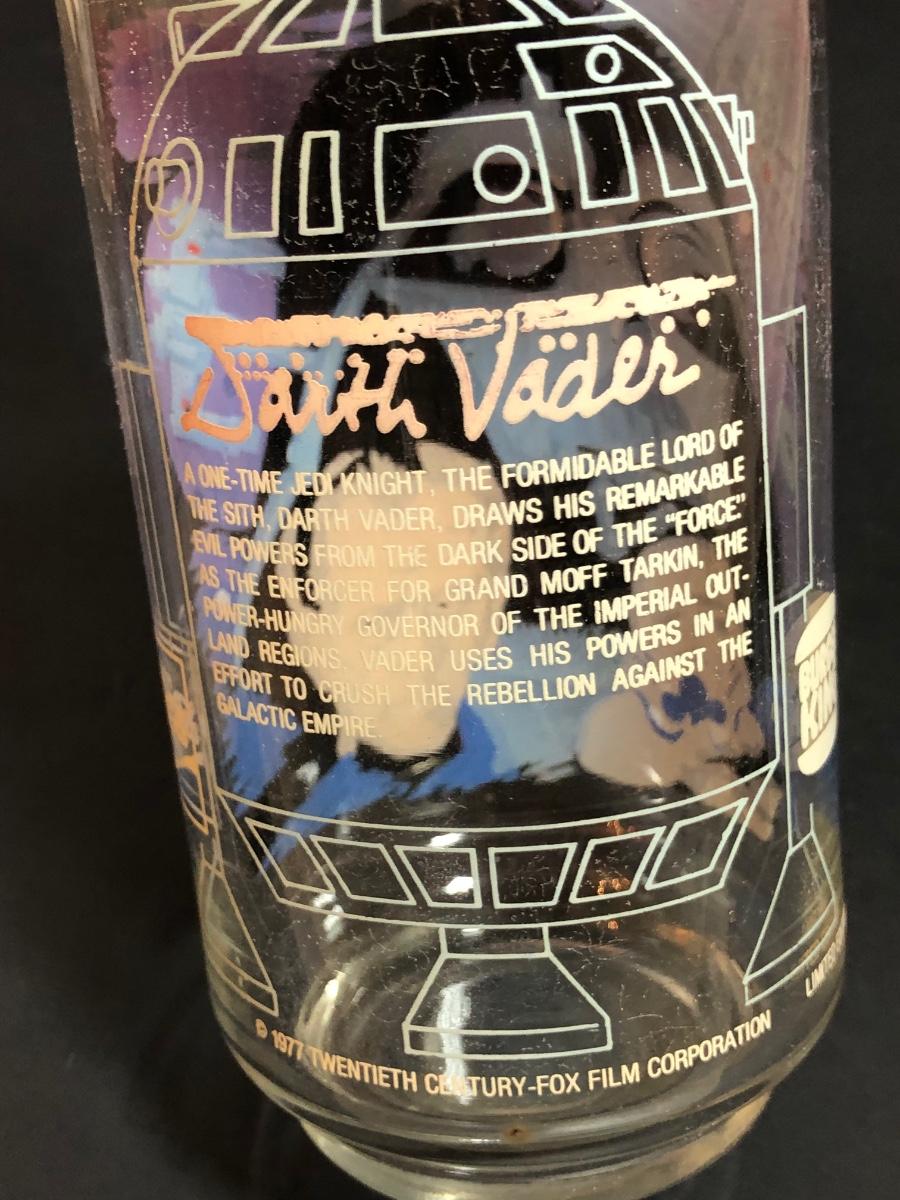 Darth Vader
A ONE-TIME JEDI KNIGHT, THE FORMIDABLE LORD OF
THE SITH, DARTH VADER, DRAWS HIS REMARKABLE
EVIL POWERS FROM THE DARK SIDE OF THE "FORCE"
AS THE ENFORCER FOR GRAND MOFF TARKIN, THE
POWER-HUNGRY GOVERNOR OF THE IMPERIAL OUT-
LAND REGIONS. VADER USES HIS POWERS IN AN
EFFORT TO CRUSH THE REBELLION AGAINST THE
GALACTIC EMPIRE.
© 1977 TWENTIETH CENTURY-FOX FILM CORPORATION